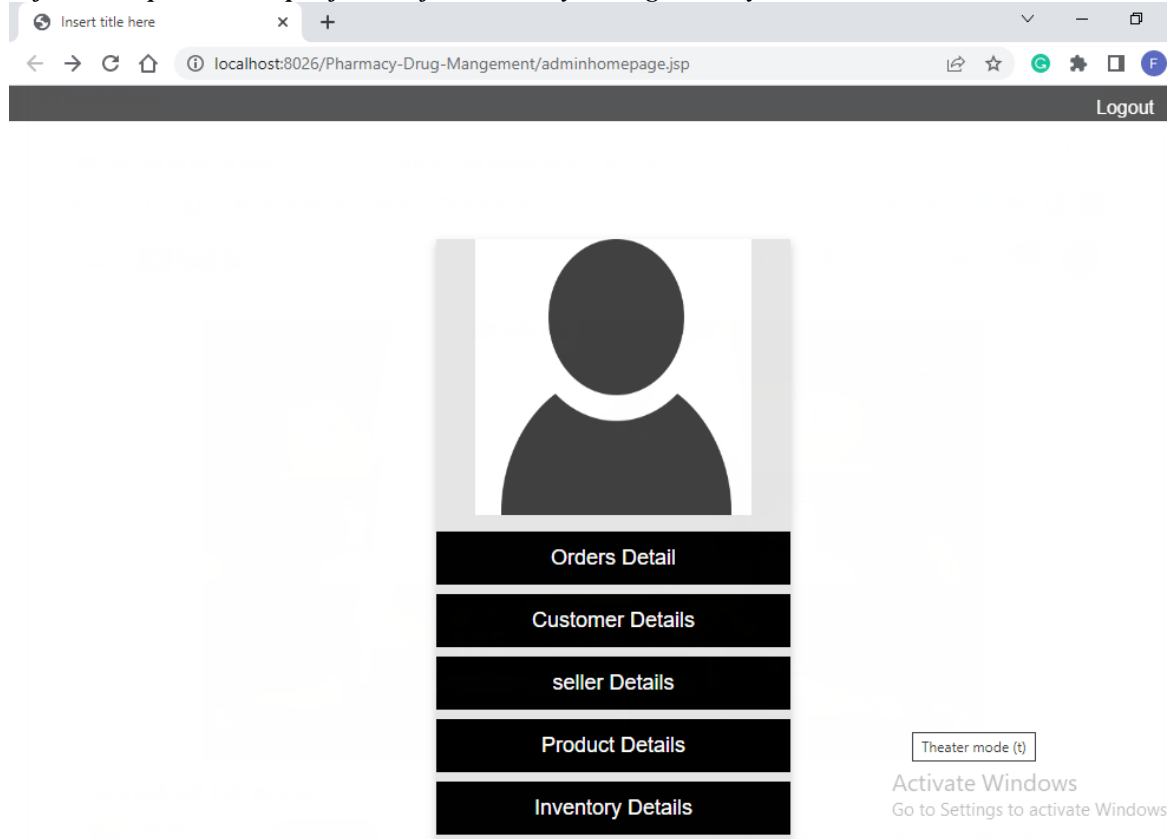 Insert title here
localhost:8026/Pharmacy-Drug-Mangement/adminhomepage.jsp
F
Logout
Orders Detail
Customer Details
seller Details
Product Details
Theater mode (t)
Activate Windows
Inventory Details
Go to Settings to activate Windows